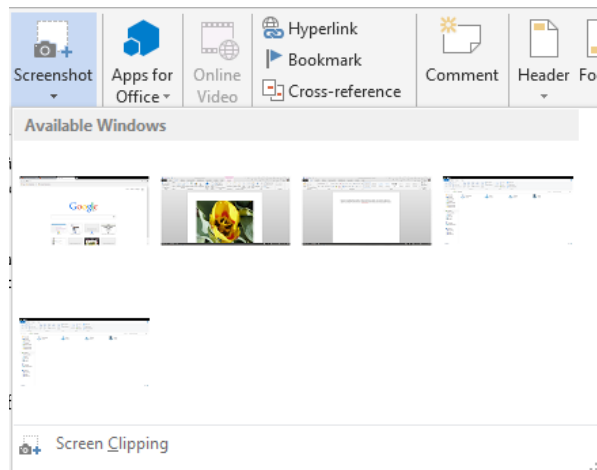 Screenshot
Apps for
Office
Online
Video
Hyperlink
Bookmark
Cross-reference
Comment
Header
Available Windows
Google
Screen Clipping